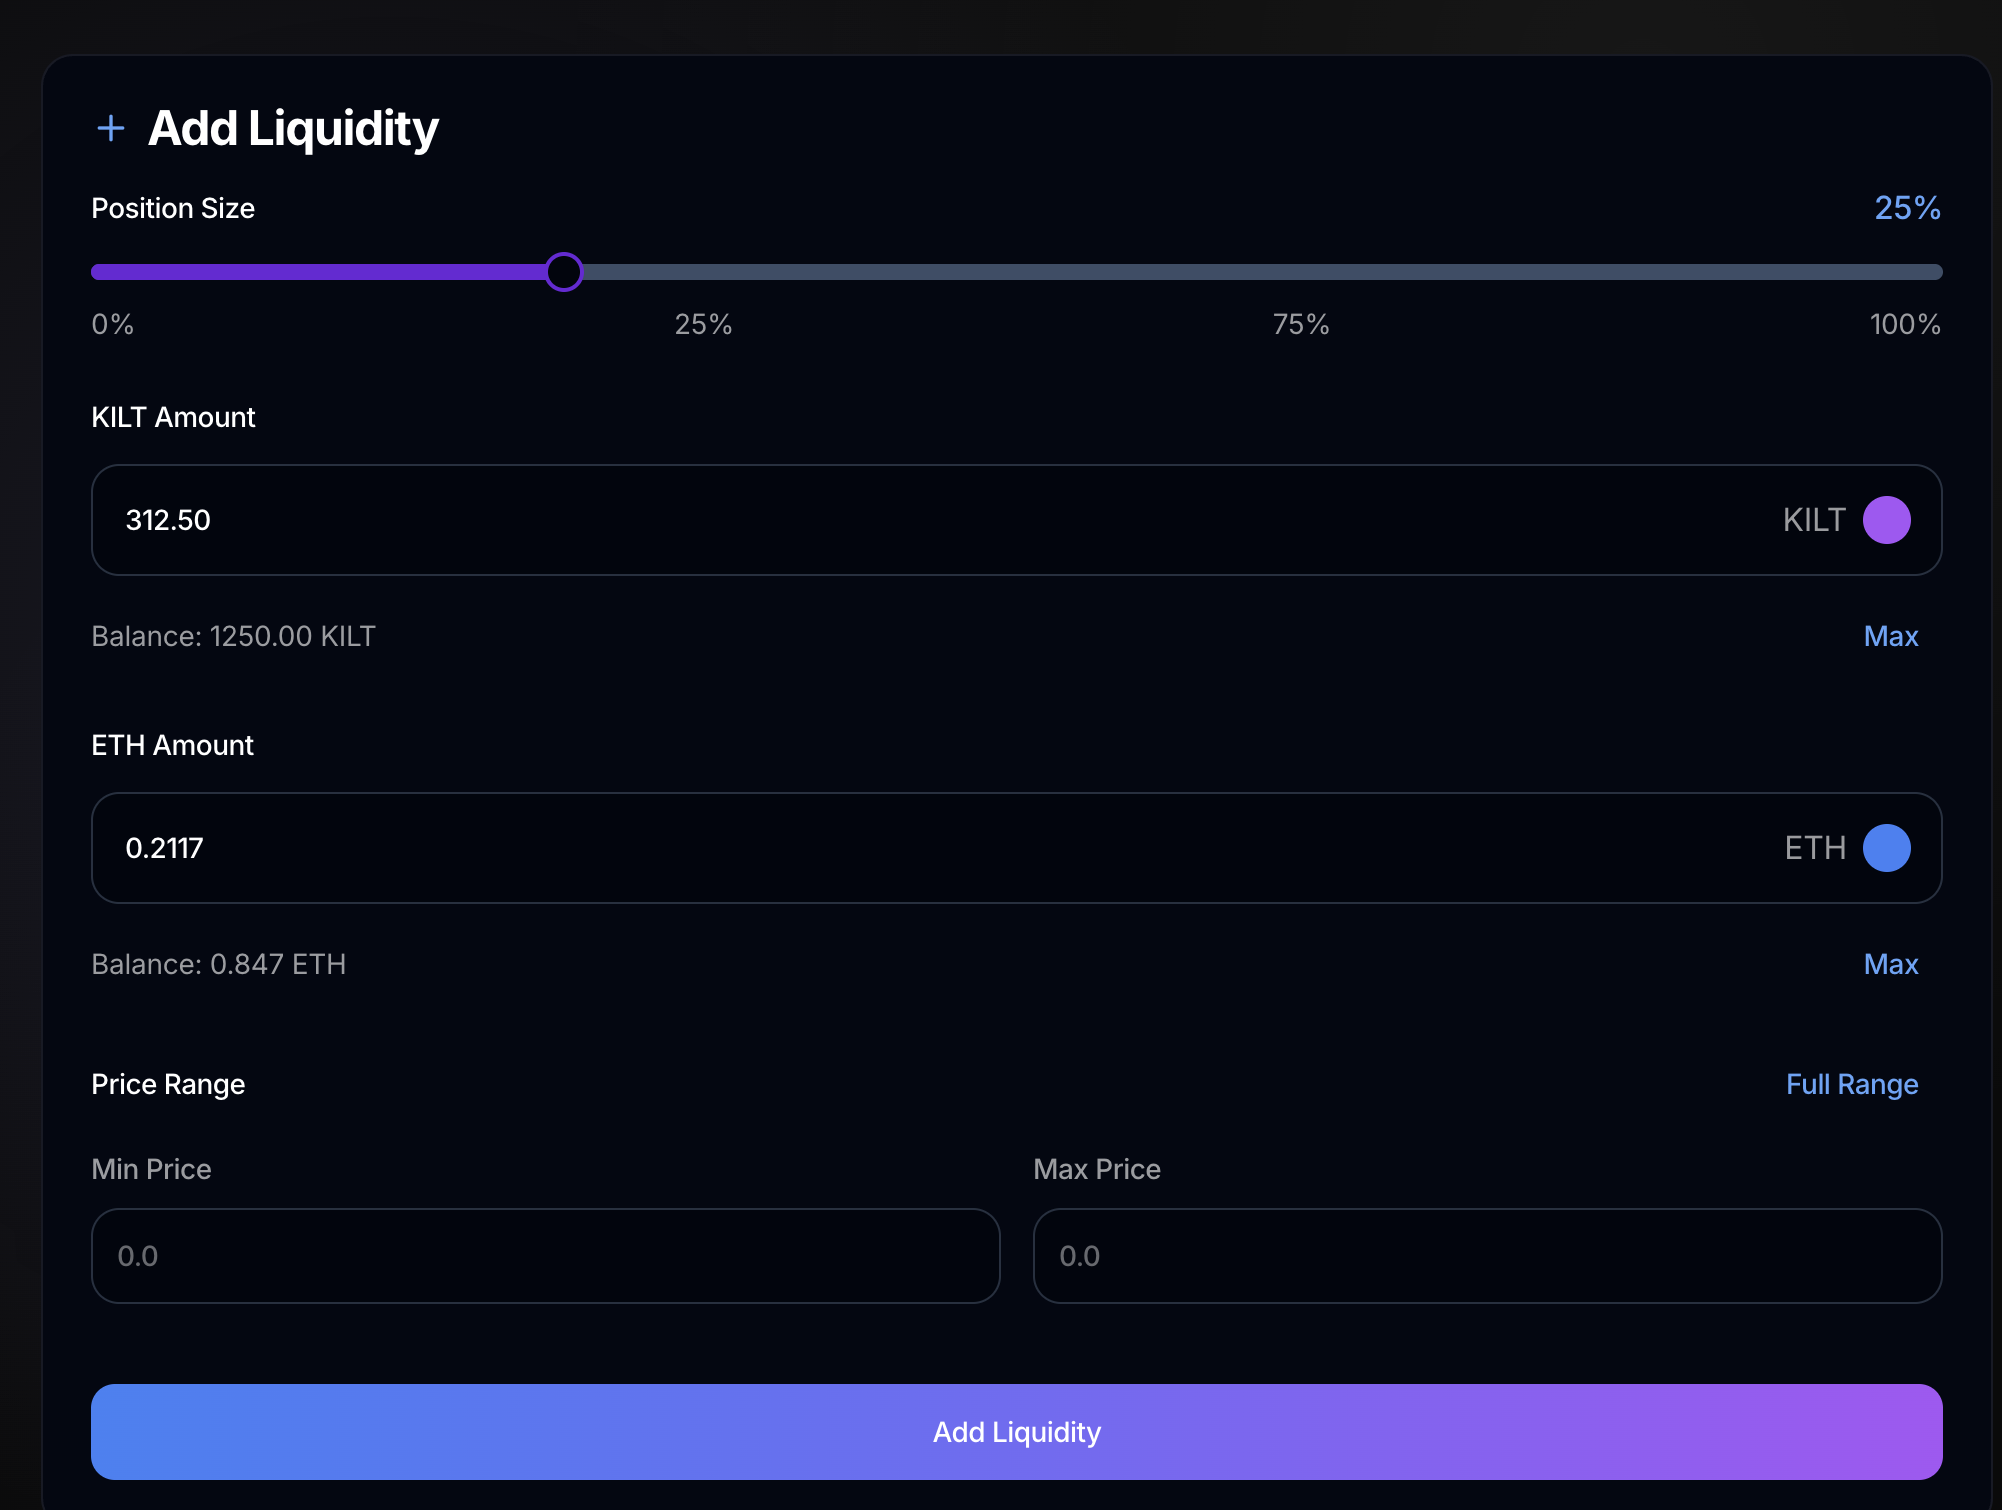 + Add Liquidity
Position Size 25%
0% 25% 75% 100%
KILT Amount
312.50 KILT
Balance: 1250.00 KILT Max
ETH Amount
0.2117 ETH
Balance: 0.847 ETH Max
Price Range Full Range
Min Price Max Price
0.0 0.0
Add Liquidity